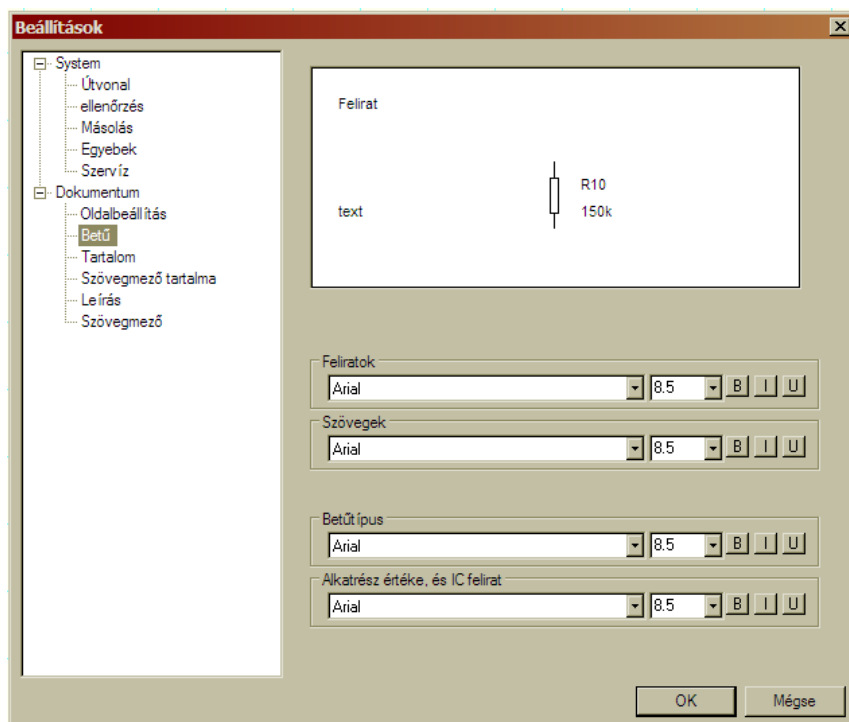 Beállítások
System
Útvonal
ellenőrzés
Másolás
Egyebek
Szervíz
Dokumentum
Oldalbeállítás
Betű
Tartalom
Szövegmező tartalma
Leírás
Szövegmező
Felirat
R10
text
150k
Feliratok
Arial 8.5 B I U
Szövegek
Arial 8.5 B I U
Betűtípus
Arial 8.5 B I U
Alkatrész értéke, és IC felirat
Arial 8.5 B I U
OK Mégse